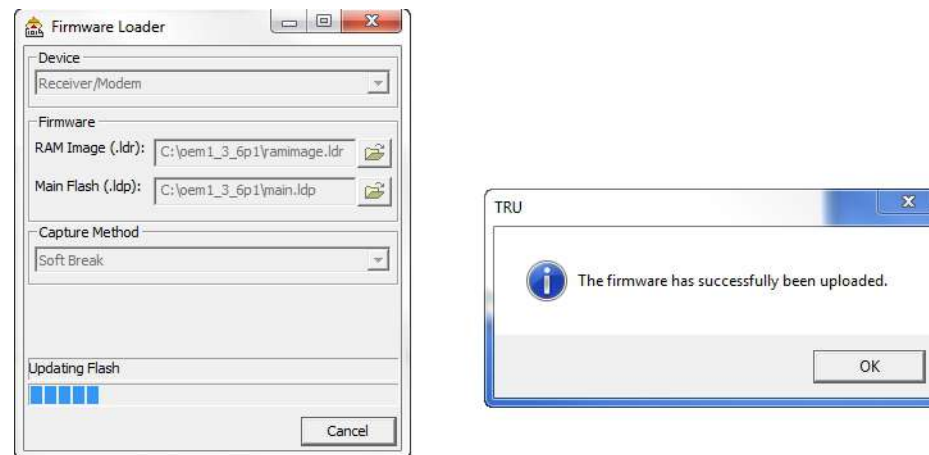 Firmware Loader
Device
Receiver/Modem
Firmware
RAM Image (.ldr): C:\oem1_3_6p1\ramimage.ldr
Main Flash (.ldp): C:\oem1_3_6p1\main.ldp
Capture Method
Soft Break
Updating Flash
Cancel
TRU
The firmware has successfully been uploaded.
OK